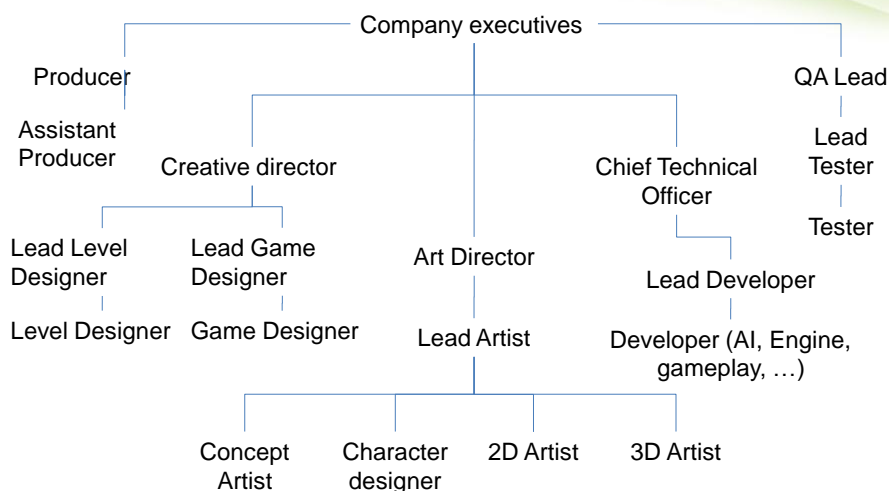 Company executives
Producer
QA Lead
Assistant
Producer
Creative director
Chief Technical
Officer
Lead
Tester
Tester
Lead Level
Designer
Lead Game
Designer
Art Director
Lead Developer
Level Designer
Game Designer
Lead Artist
Developer (AI, Engine,
gameplay, …)
Concept
Artist
Character
designer
2D Artist
3D Artist